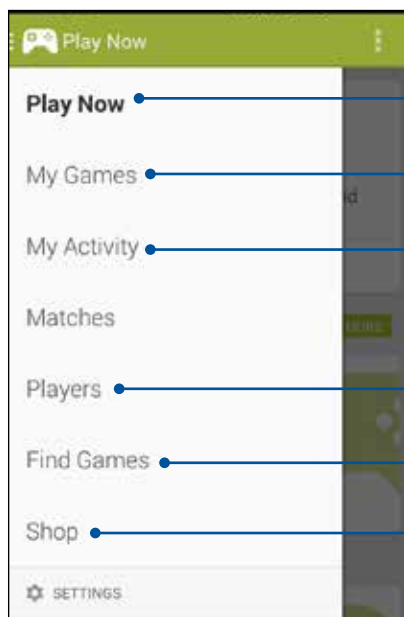 Play Now
Play Now
My Games
My Activity
Matches
Players
Find Games
Shop
SETTINGS